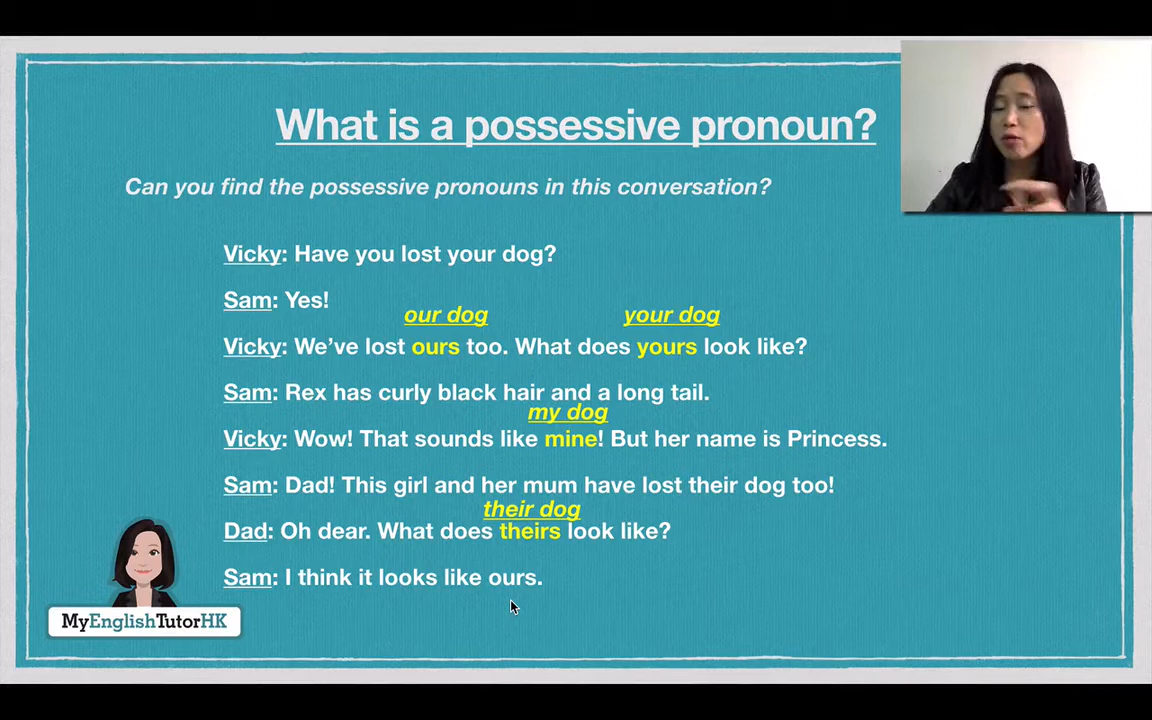 What is a possessive pronoun?
Can you find the possessive pronouns in this conversation?
Vicky: Have you lost your dog?
Sam: Yes!
our dog your dog
Vicky: We've lost ours too. What does yours look like?
Sam: Rex has curly black hair and a long tail.
my dog
Vicky: Wow! That sounds like mine! But her name is Princess.
Sam: Dad! This girl and her mum have lost their dog too!
their dog
Dad: Oh dear. What does theirs look like?
Sam: I think it looks like ours.
MyEnglishTutorHK